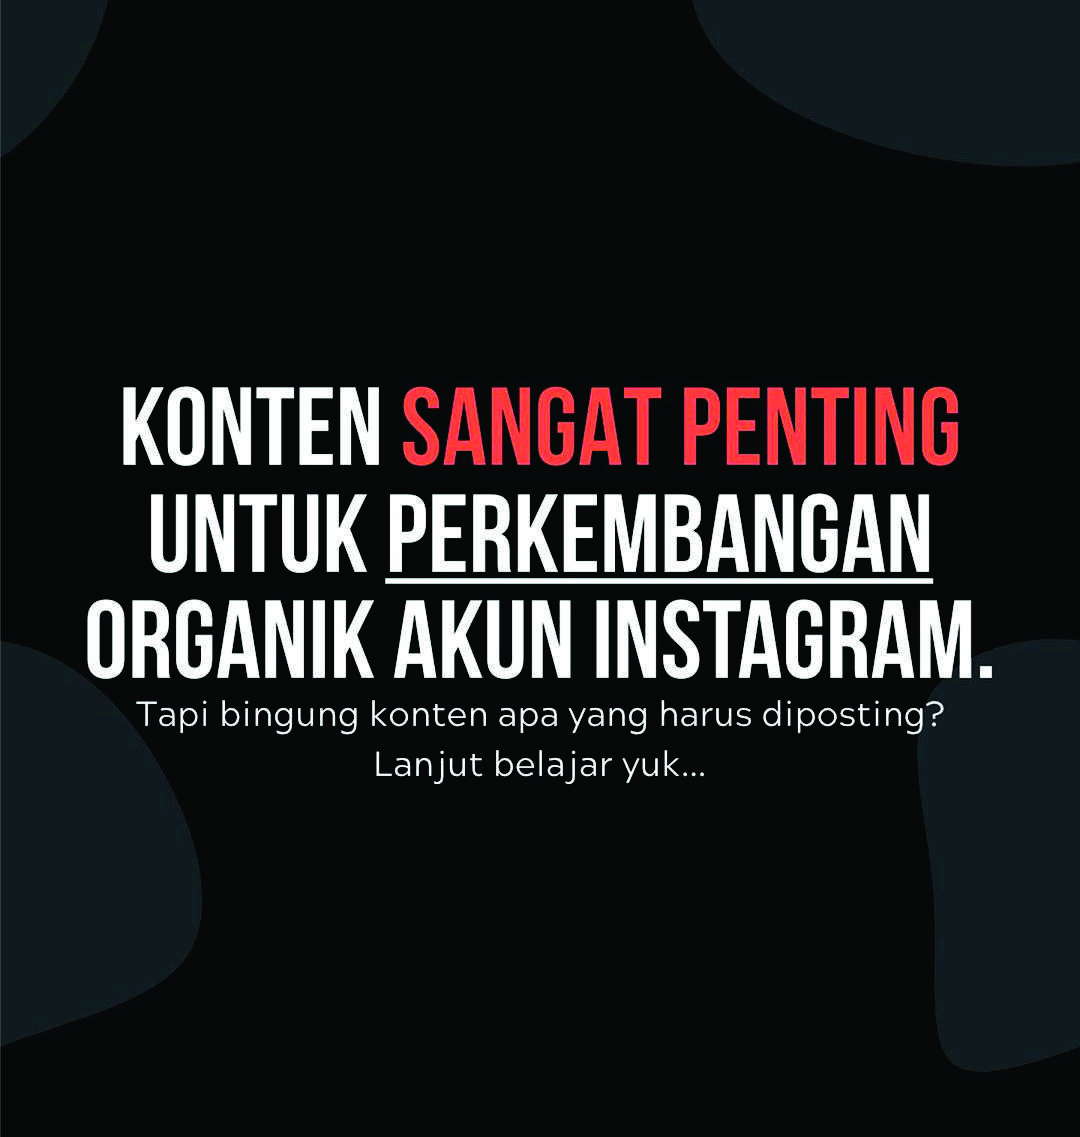 KONTEN SANGAT PENTING
UNTUK PERKEMBANGAN
ORGANIK AKUN INSTAGRAM.
Tapi bingung konten apa yang harus diposting?
Lanjut belajar yuk...